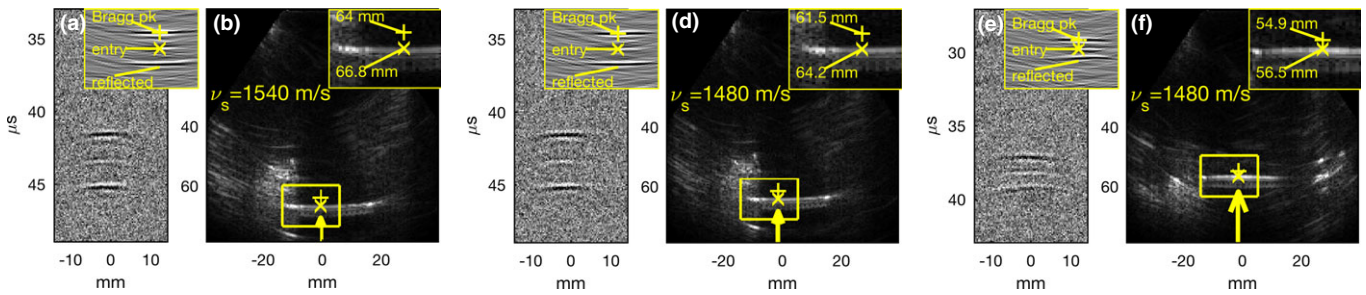 (a) Bragg pk
entry
reflected
35
40
45
μs
-10 0 10
mm
(b) 64 mm
66.8 mm
νs=1540 m/s
40
60
-20 0 20
mm
(c) Bragg pk
entry
reflected
35
40
45
μs
-10 0 10
mm
(d) 61.5 mm
64.2 mm
νs=1480 m/s
40
60
-20 0 20
mm
(e) Bragg pk
entry
reflected
30
35
40
μs
-10 0 10
mm
(f) 54.9 mm
56.5 mm
νs=1480 m/s
40
60
-20 0 20
mm